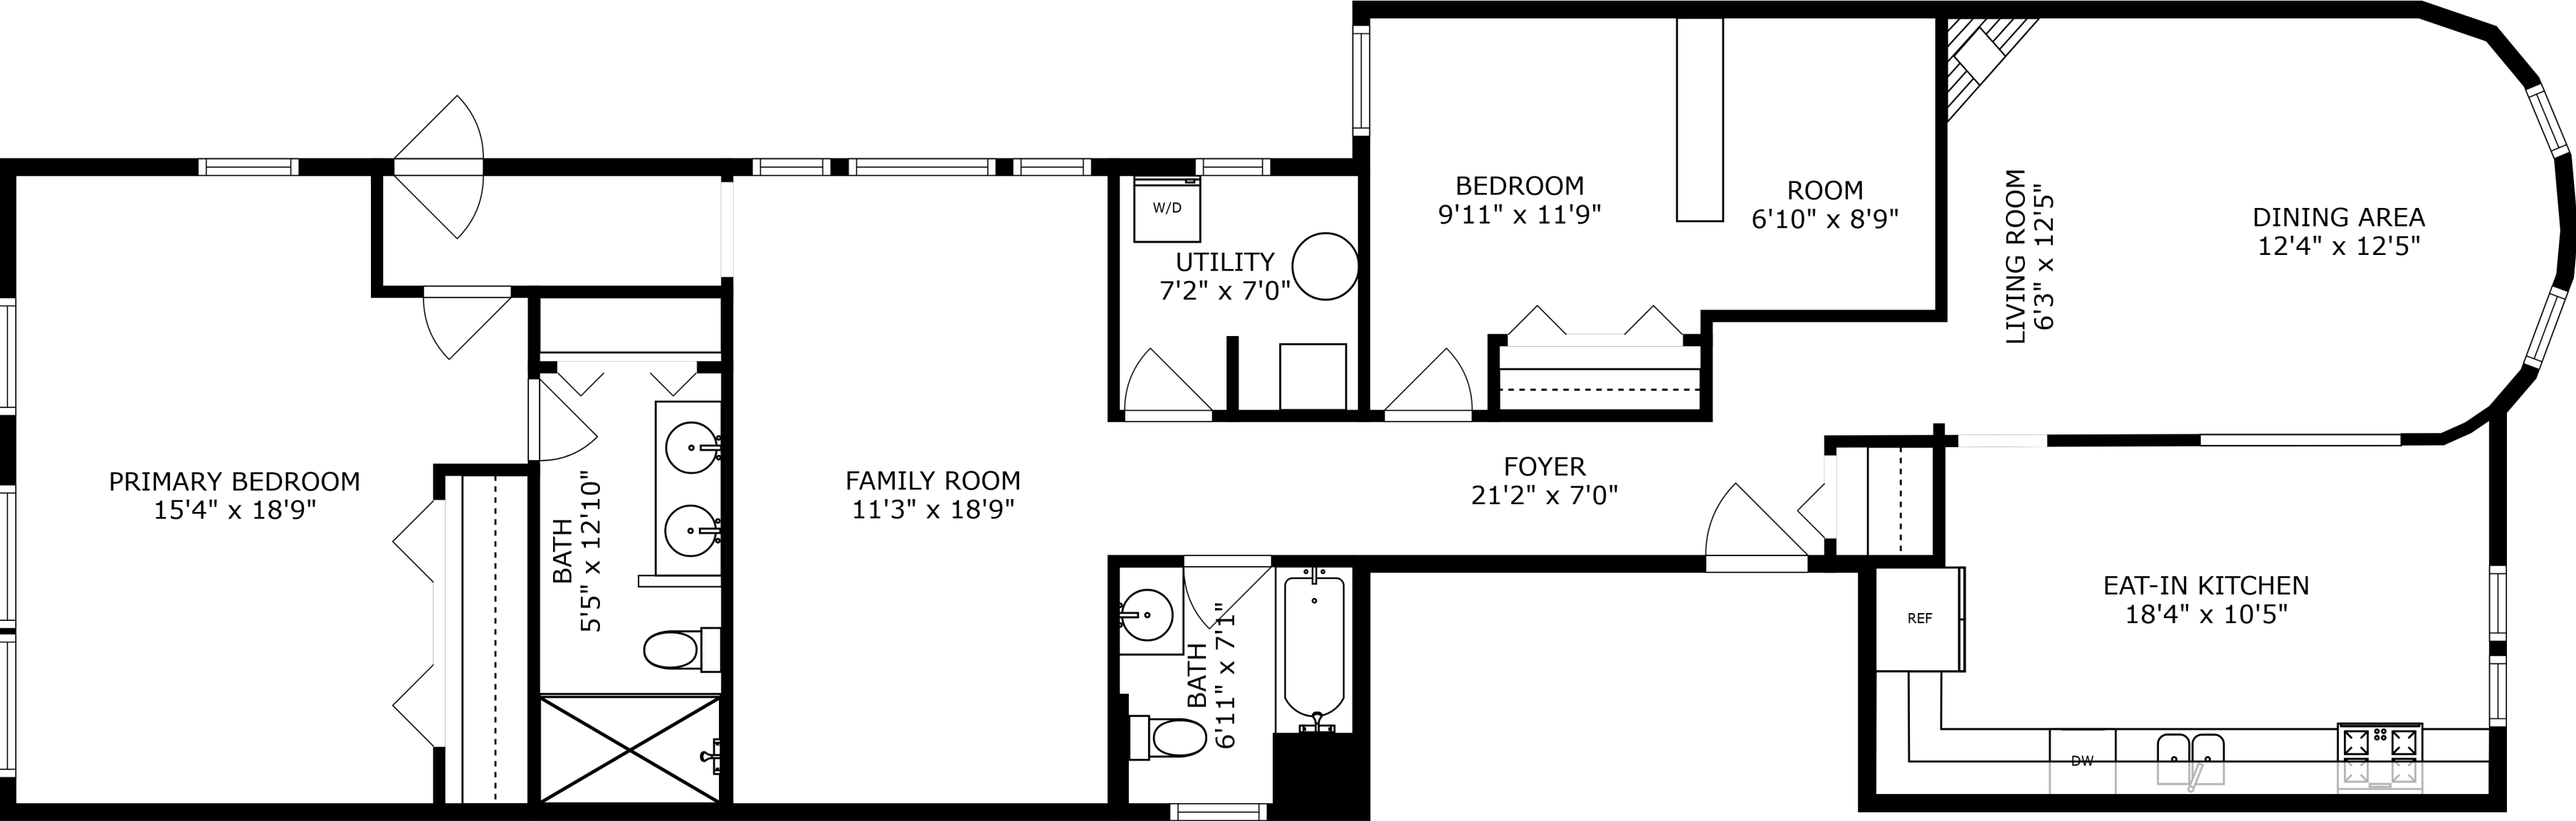 BEDROOM
9'11" x 11'9"
ROOM
6'10" x 8'9"
LIVING ROOM
6'3" x 12'5"
DINING AREA
12'4" x 12'5"
W/D
UTILITY
7'2" x 7'0"
PRIMARY BEDROOM
15'4" x 18'9"
BATH
5'5" x 12'10"
FAMILY ROOM
11'3" x 18'9"
FOYER
21'2" x 7'0"
BATH
6'11" x 7'1"
REF
EAT-IN KITCHEN
18'4" x 10'5"
DW